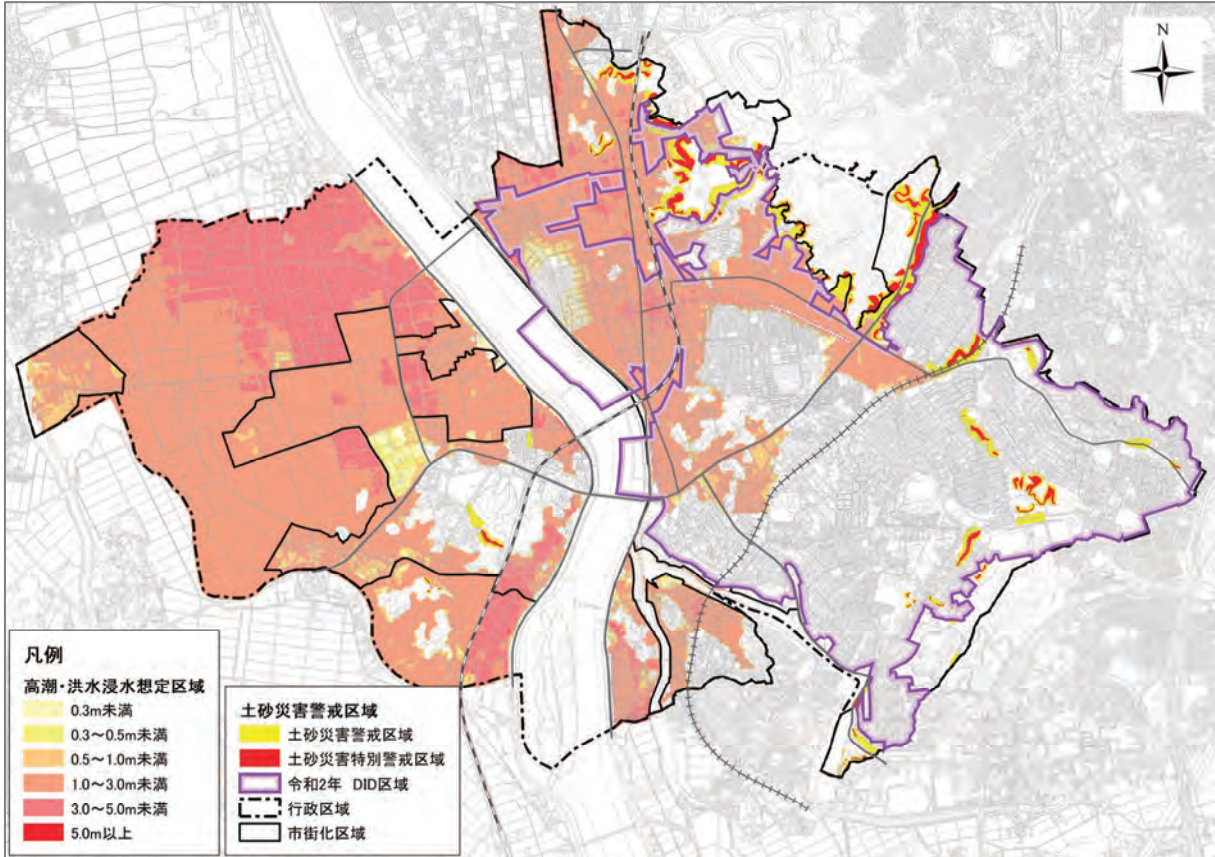 N
凡例
高潮・洪水浸水想定区域
0.3m未満
0.3～0.5m未満
0.5～1.0m未満
1.0～3.0m未満
3.0～5.0m未満
5.0m以上
土砂災害警戒区域
土砂災害警戒区域
土砂災害特別警戒区域
令和2年 DID区域
行政区域
市街化区域